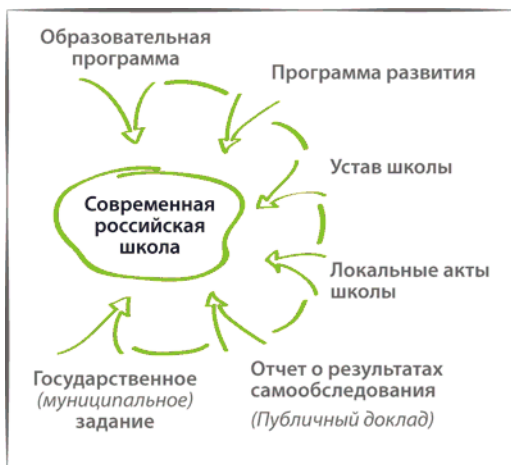 Образовательная
программа
Программа развития
Устав школы
Современная
российская
школа
Локальные акты
школы
Отчет о результатах
самообследования
(Публичный доклад)
Государственное
(муниципальное)
задание